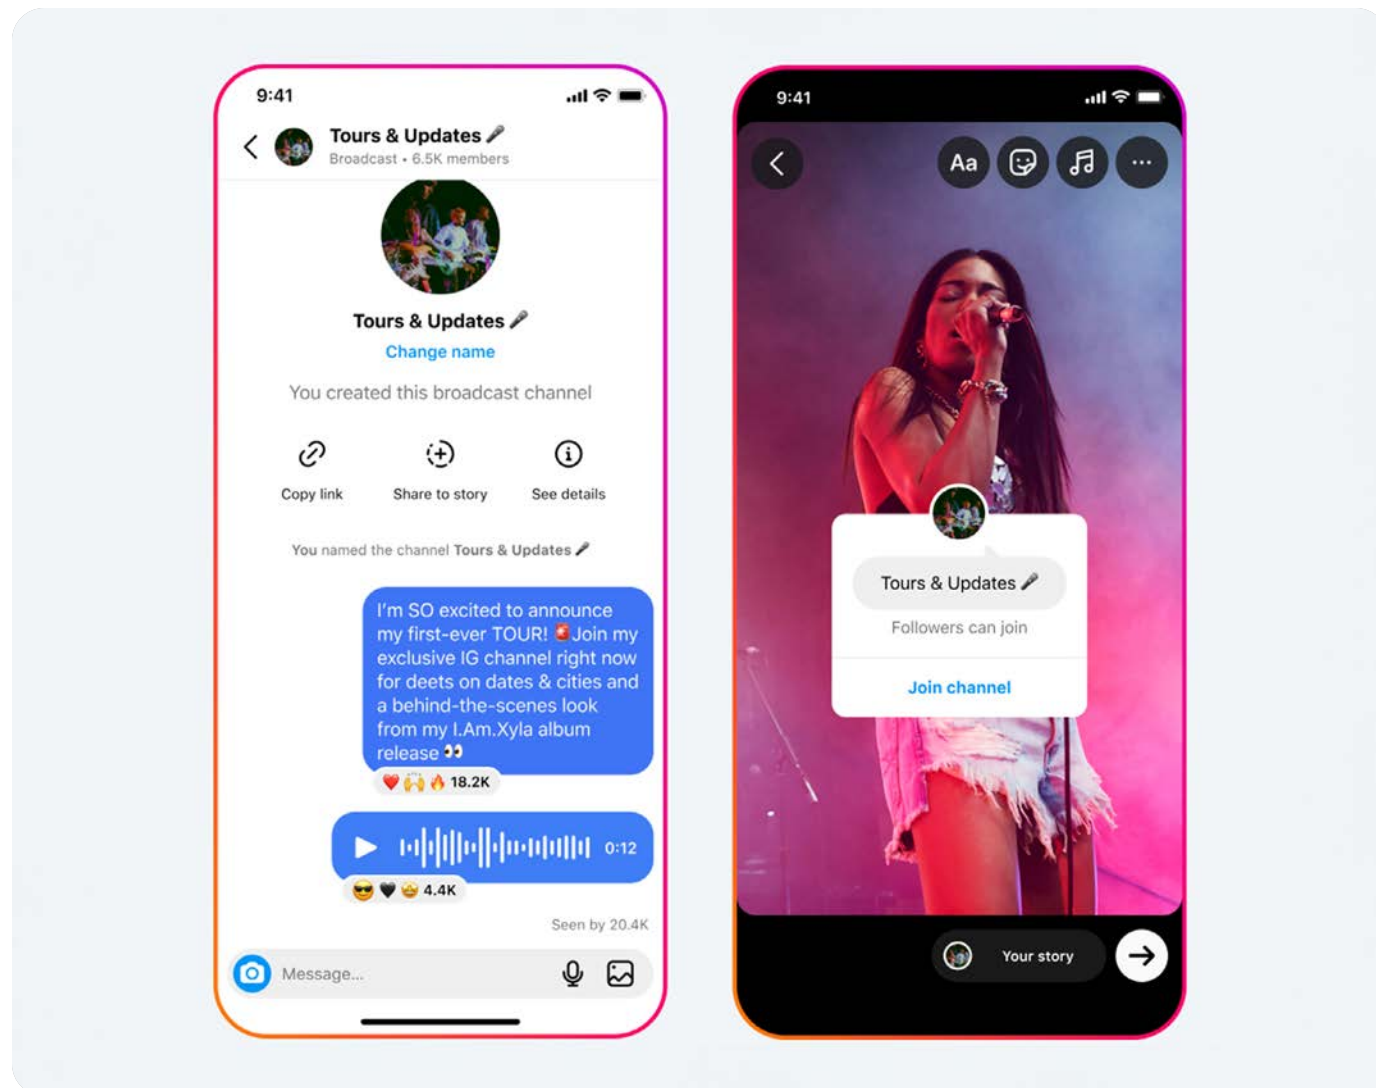 9:41
Tours & Updates 🎤
Broadcast • 6.5K members
Tours & Updates 🎤
Change name
You created this broadcast channel
Copy link
Share to story
See details
You named the channel Tours & Updates 🎤
I'm SO excited to announce
my first-ever TOUR! 🚨Join my
exclusive IG channel right now
for deets on dates & cities and
a behind-the-scenes look
from my I.Am.Xyla album
release 👀
❤️ 🙌 🔥 18.2K
0:12
😎 🖤 🤩 4.4K
Seen by 20.4K
Message...
9:41
Aa
Tours & Updates 🎤
Followers can join
Join channel
Your story